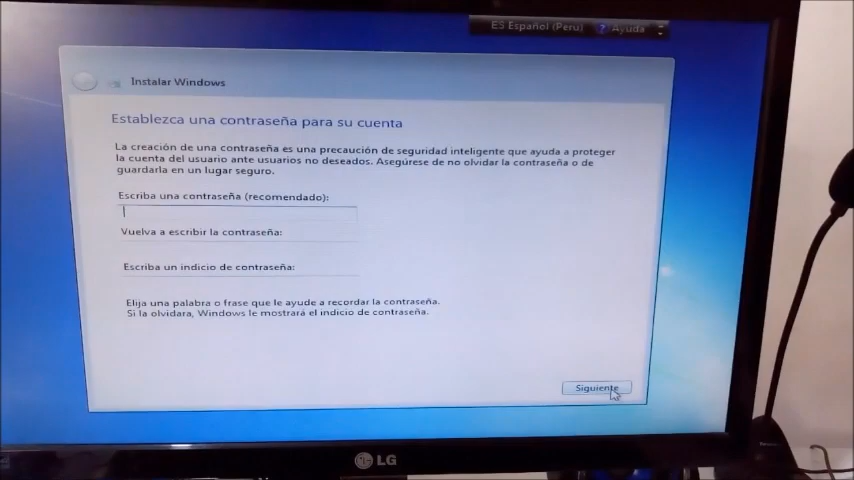 ES Español (Peru) ? Ayuda
Instalar Windows
Establezca una contraseña para su cuenta
La creación de una contraseña es una precaución de seguridad inteligente que ayuda a proteger
la cuenta del usuario ante usuarios no deseados. Asegúrese de no olvidar la contraseña o de
guardarla en un lugar seguro.
Escriba una contraseña (recomendado):
Vuelva a escribir la contraseña:
Escriba un indicio de contraseña:
Elija una palabra o frase que le ayude a recordar la contraseña.
Si la olvidara, Windows le mostrará el indicio de contraseña.
Siguiente
LG